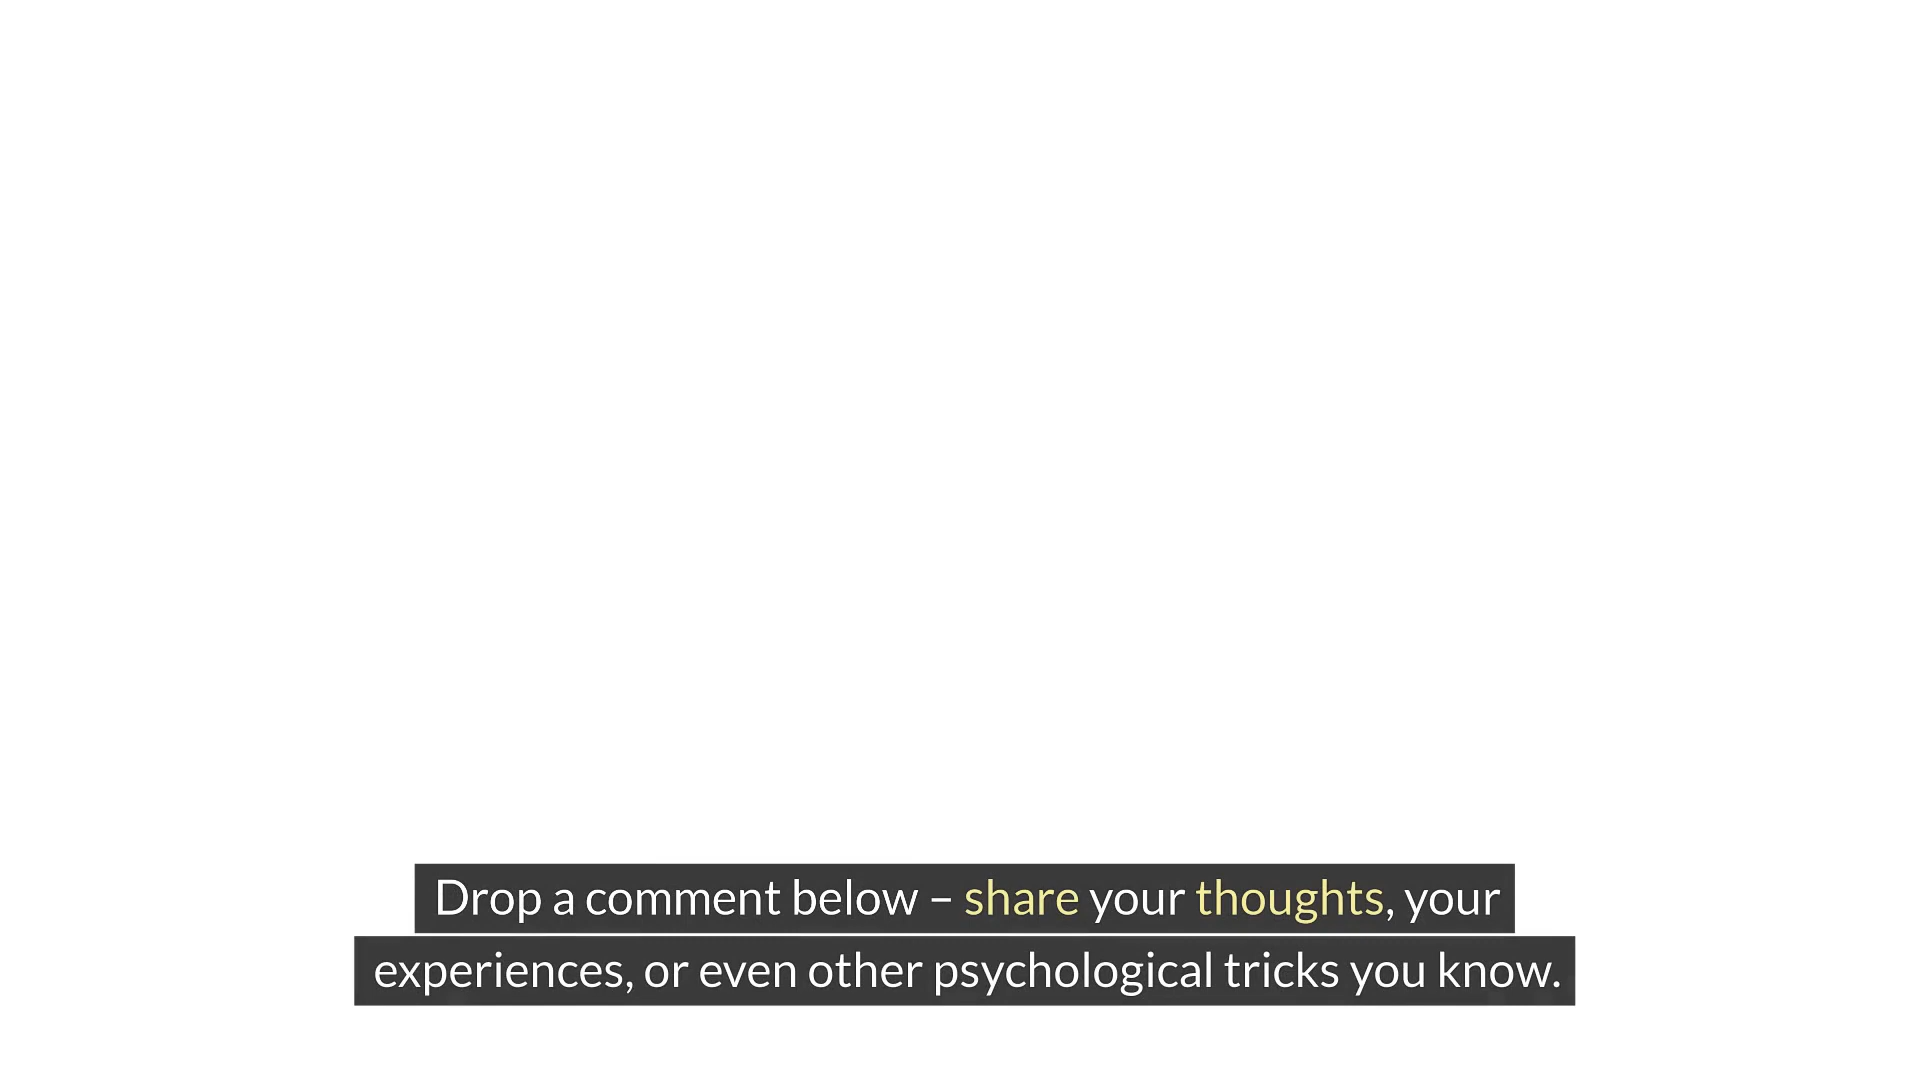 Drop a comment below – share your thoughts, your
experiences, or even other psychological tricks you know.